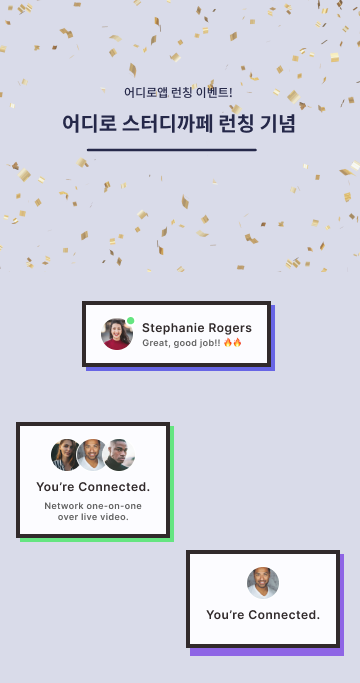 어디로앱 런칭 이벤트!
어디로 스터디까페 런칭 기념
Stephanie Rogers
Great, good job!! 🔥🔥
You’re Connected.
Network one-on-one
over live video.
You’re Connected.